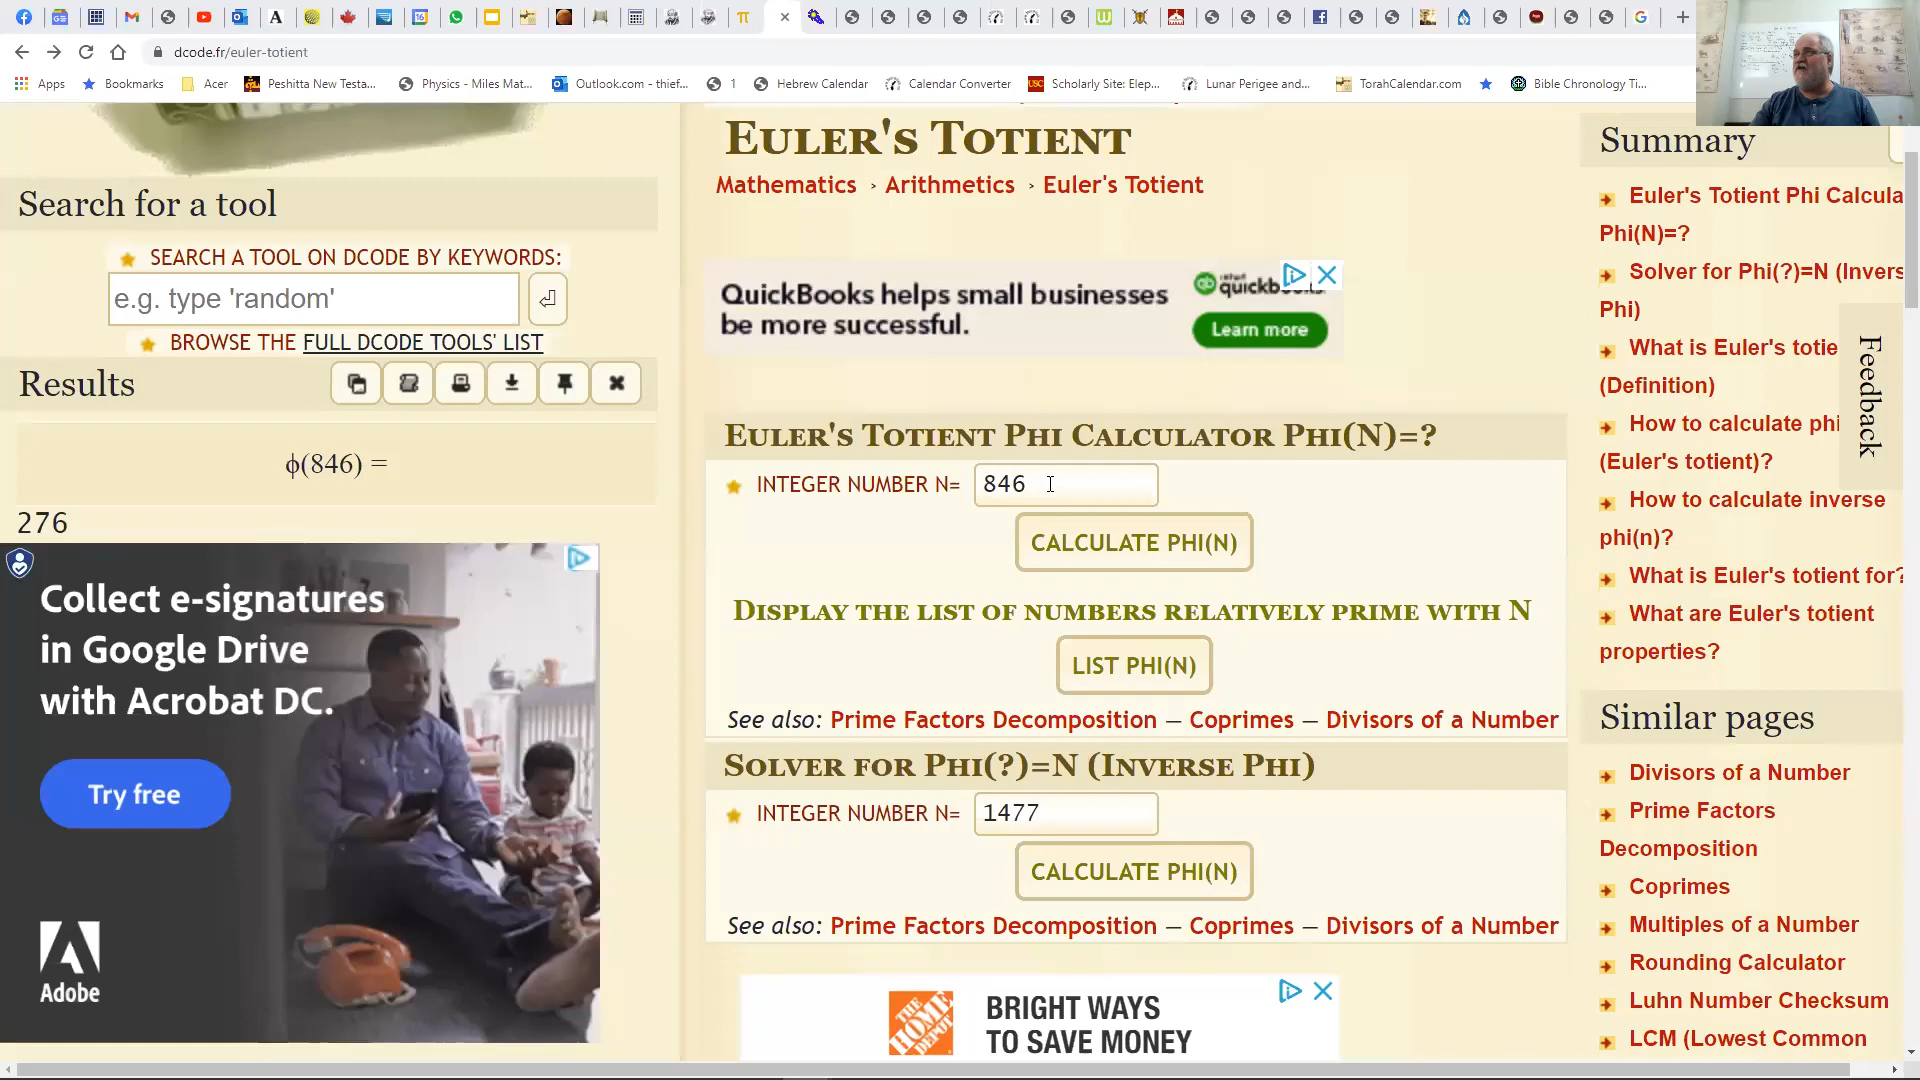 dcode.fr/euler-totient
Apps
Bookmarks
Acer
Peshitta New Testa...
Physics - Miles Mat...
Outlook.com - thief...
1
Hebrew Calendar
Calendar Converter
Scholarly Site: Elep...
Lunar Perigee and...
TorahCalendar.com
Bible Chronology Ti...
Search for a tool
SEARCH A TOOL ON DCODE BY KEYWORDS:
e.g. type 'random'
BROWSE THE FULL DCODE TOOLS' LIST
Results
ϕ(846) =
276
Collect e-signatures
in Google Drive
with Acrobat DC.
Try free
Adobe
EULER'S TOTIENT
Mathematics › Arithmetics › Euler's Totient
QuickBooks helps small businesses
be more successful.
intuit
quickbooks
Learn more
EULER'S TOTIENT PHI CALCULATOR PHI(N)=?
INTEGER NUMBER N= 846
CALCULATE PHI(N)
DISPLAY THE LIST OF NUMBERS RELATIVELY PRIME WITH N
LIST PHI(N)
See also: Prime Factors Decomposition — Coprimes — Divisors of a Number
SOLVER FOR PHI(?)=N (INVERSE PHI)
INTEGER NUMBER N= 1477
CALCULATE PHI(N)
See also: Prime Factors Decomposition — Coprimes — Divisors of a Number
THE HOME DEPOT
BRIGHT WAYS
TO SAVE MONEY
Summary
Euler's Totient Phi Calcula
Phi(N)=?
Solver for Phi(?)=N (Invers
Phi)
What is Euler's totie
(Definition)
How to calculate phi
(Euler's totient)?
How to calculate inverse
phi(n)?
What is Euler's totient for?
What are Euler's totient
properties?
Similar pages
Divisors of a Number
Prime Factors
Decomposition
Coprimes
Multiples of a Number
Rounding Calculator
Luhn Number Checksum
LCM (Lowest Common
Feedback